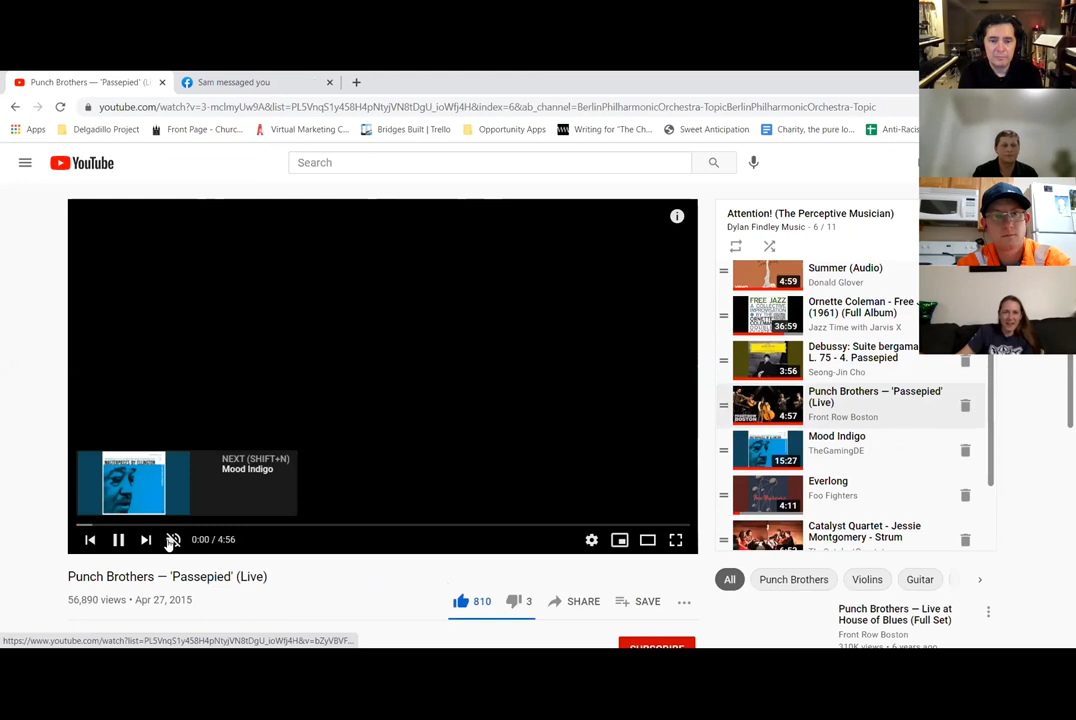 Punch Brothers — 'Passepied' (Li
Sam messaged you
youtube.com/watch?v=3-mclmyUw9A&list=PL5VnqS1y458H4pNtyjVN8tDgU_ioWfj4H&index=6&ab_channel=BerlinPhilharmonicOrchestra-TopicBerlinPhilharmonicOrchestra-Topic
Apps Delgadillo Project Front Page - Churc... Virtual Marketing C... Bridges Built | Trello Opportunity Apps Writing for "The Ch... Sweet Anticipation Charity, the pure lo... Anti-Racis
YouTube
Search
Attention! (The Perceptive Musician)
Dylan Findley Music - 6 / 11
Summer (Audio)
Donald Glover
4:59
Ornette Coleman - Free J
(1961) (Full Album)
Jazz Time with Jarvis X
FREE JAZZ
36:59
Debussy: Suite bergama
L. 75 - 4. Passepied
Seong-Jin Cho
3:56
Punch Brothers — 'Passepied'
(Live)
Front Row Boston
4:57
Mood Indigo
TheGamingDE
15:27
Everlong
Foo Fighters
4:11
Catalyst Quartet - Jessie
Montgomery - Strum
NEXT (SHIFT+N)
Mood Indigo
0:00 / 4:56
Punch Brothers — 'Passepied' (Live)
56,890 views • Apr 27, 2015
810 3 SHARE SAVE
All Punch Brothers Violins Guitar
Punch Brothers — Live at
House of Blues (Full Set)
Front Row Boston
310K views • 6 years ago
https://www.youtube.com/watch?list=PL5VnqS1y458H4pNtyjVN8tDgU_ioWfj4H&v=bZyVBVF...
SUBSCRIBE